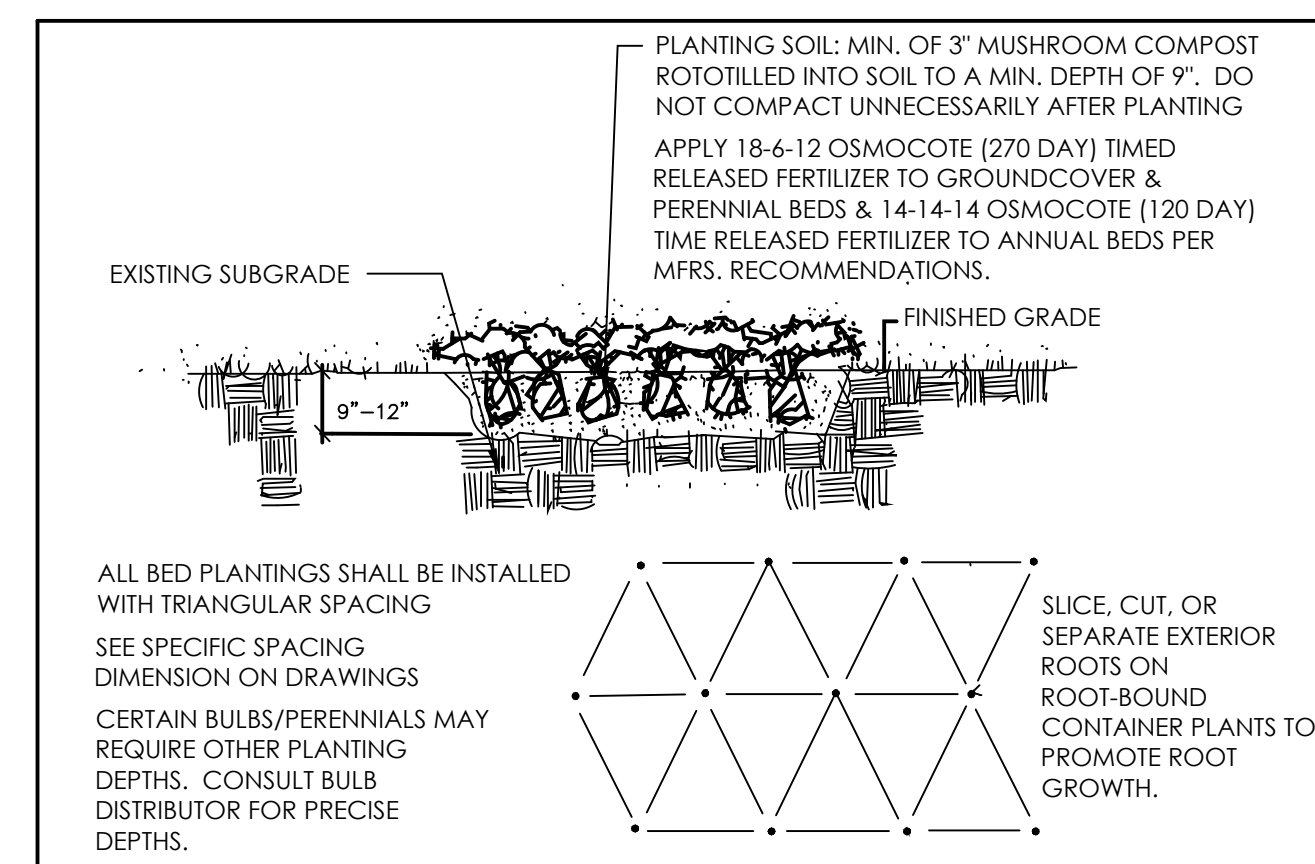 PLANTING SOIL: MIN. OF 3" MUSHROOM COMPOST
ROTOTILLED INTO SOIL TO A MIN. DEPTH OF 9".  DO
NOT COMPACT UNNECESSARILY AFTER PLANTING
APPLY 18-6-12 OSMOCOTE (270 DAY) TIMED
RELEASED FERTILIZER TO GROUNDCOVER &
PERENNIAL BEDS & 14-14-14 OSMOCOTE (120 DAY)
TIME RELEASED FERTILIZER TO ANNUAL BEDS PER
MFRS. RECOMMENDATIONS.
EXISTING SUBGRADE
FINISHED GRADE
9"–12"
ALL BED PLANTINGS SHALL BE INSTALLED
WITH TRIANGULAR SPACING
SEE SPECIFIC SPACING
DIMENSION ON DRAWINGS
CERTAIN BULBS/PERENNIALS MAY
REQUIRE OTHER PLANTING
DEPTHS.  CONSULT BULB
DISTRIBUTOR FOR PRECISE
DEPTHS.
SLICE, CUT, OR
SEPARATE EXTERIOR
ROOTS ON
ROOT-BOUND
CONTAINER PLANTS TO
PROMOTE ROOT
GROWTH.